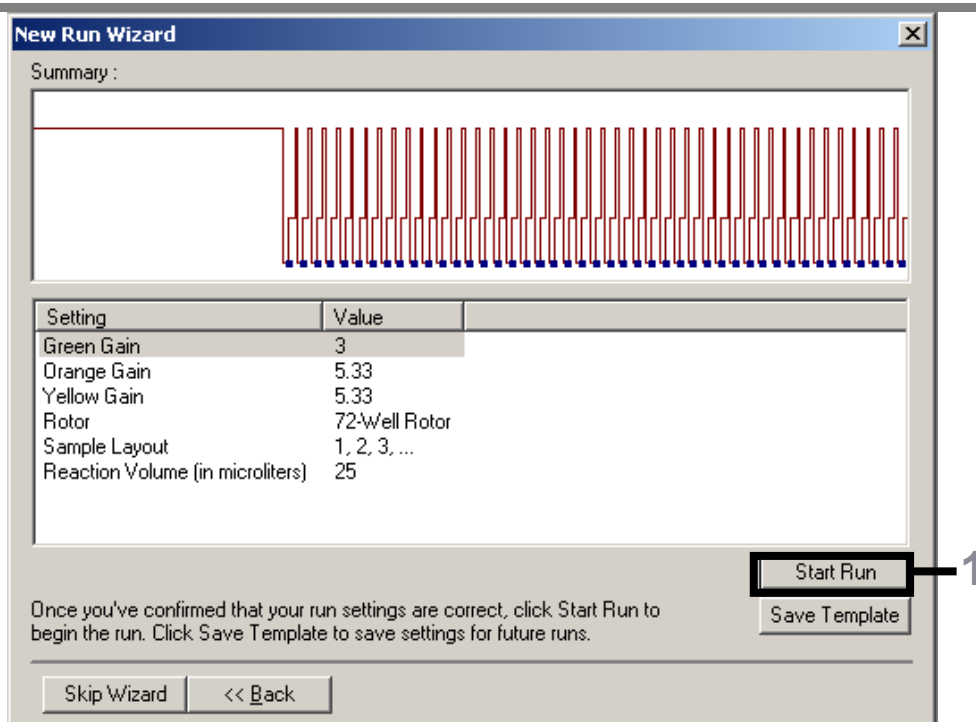 New Run Wizard
Summary :
Setting Value
Green Gain 3
Orange Gain 5.33
Yellow Gain 5.33
Rotor 72-Well Rotor
Sample Layout 1, 2, 3, ...
Reaction Volume (in microliters) 25
Start Run
1
Once you've confirmed that your run settings are correct, click Start Run to
begin the run. Click Save Template to save settings for future runs.
Save Template
Skip Wizard << Back